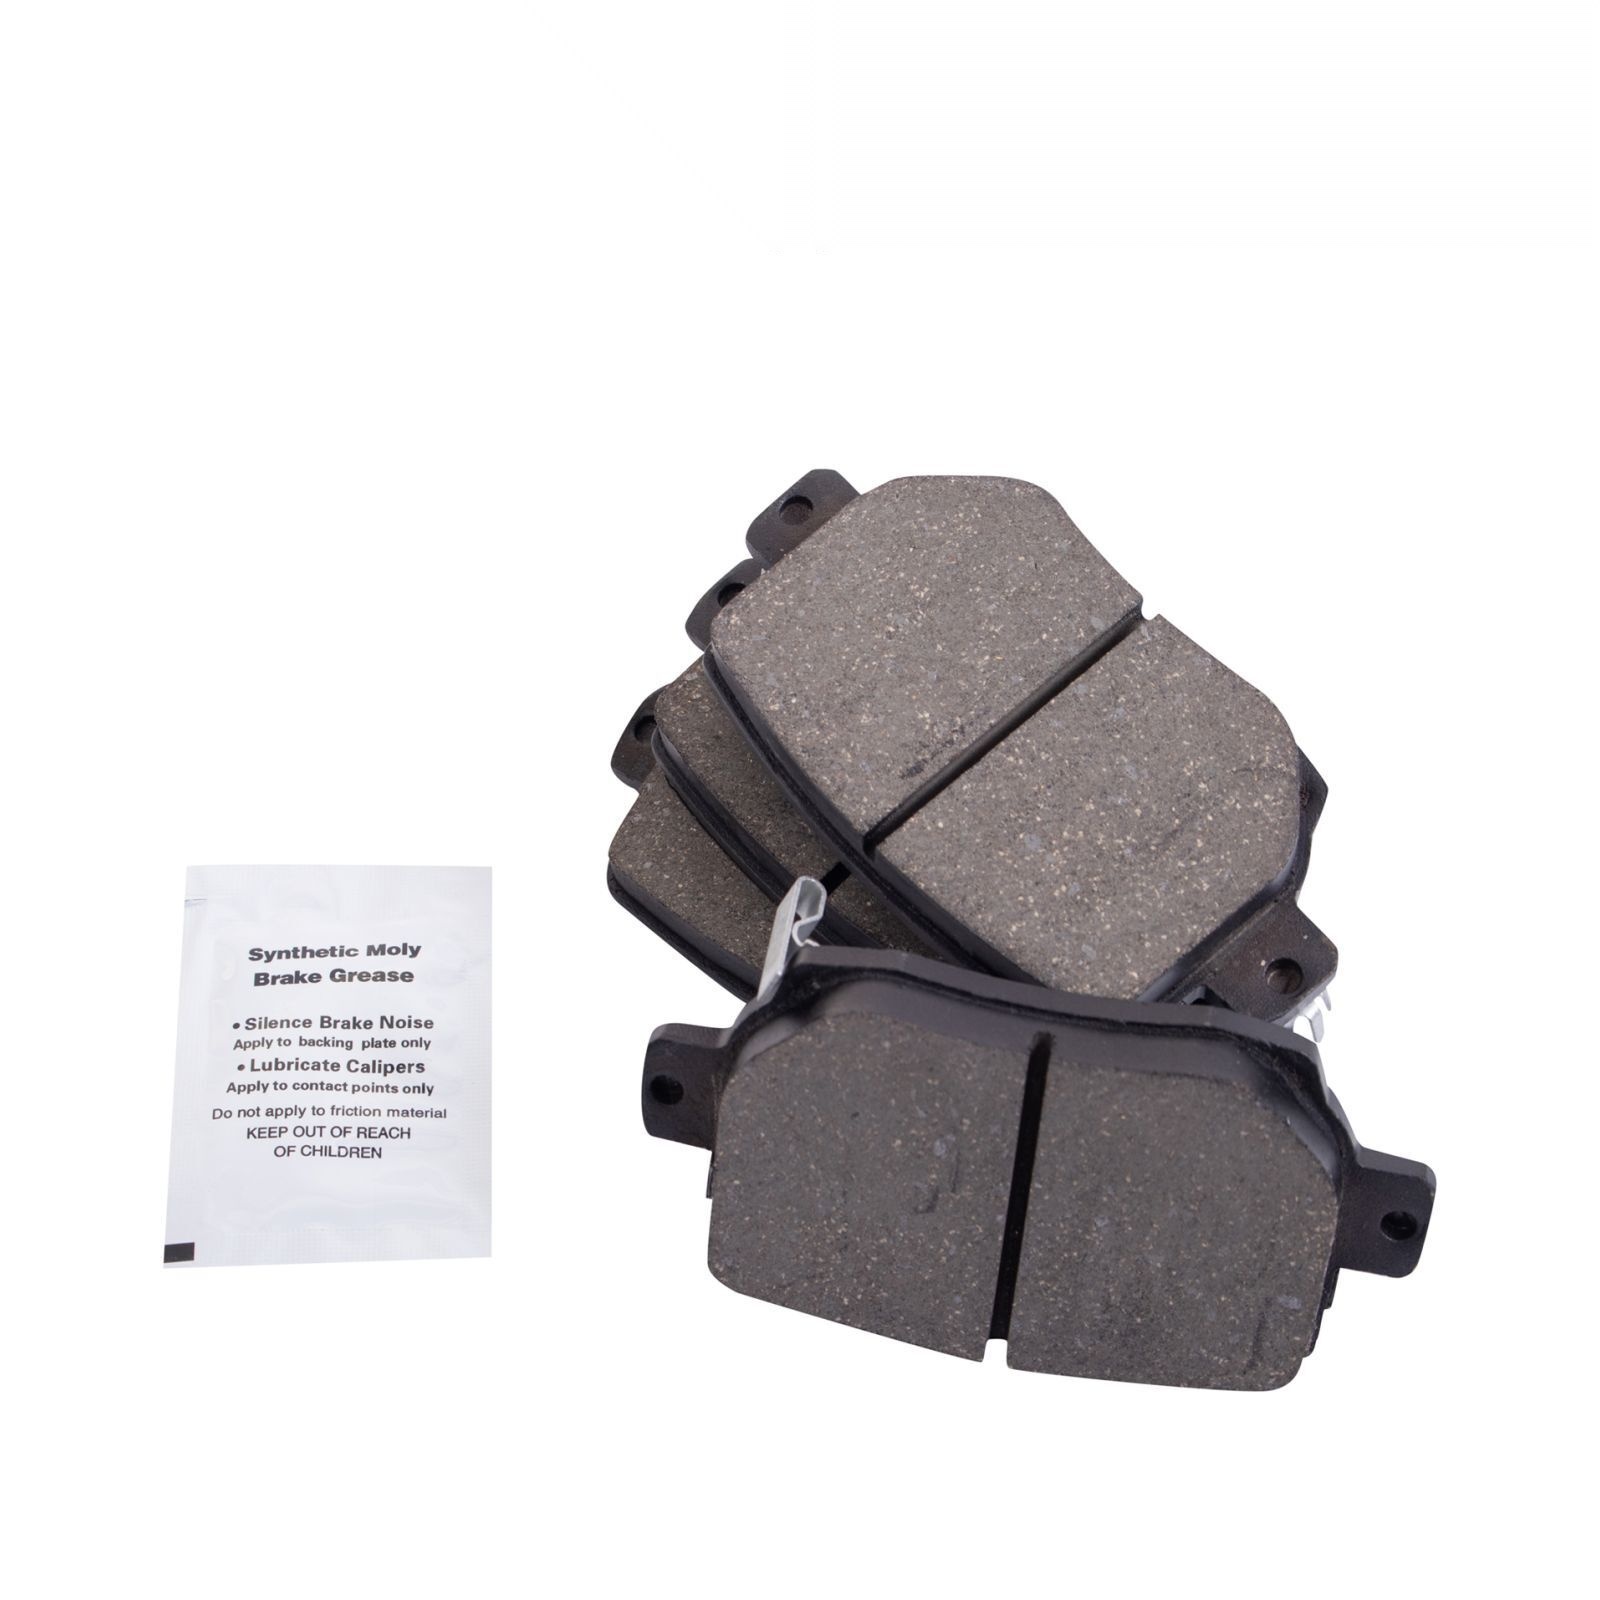 Synthetic Moly
Brake Grease
• Silence Brake Noise
Apply to backing plate only
• Lubricate Calipers
Apply to contact points only
Do not apply to friction material
KEEP OUT OF REACH
OF CHILDREN